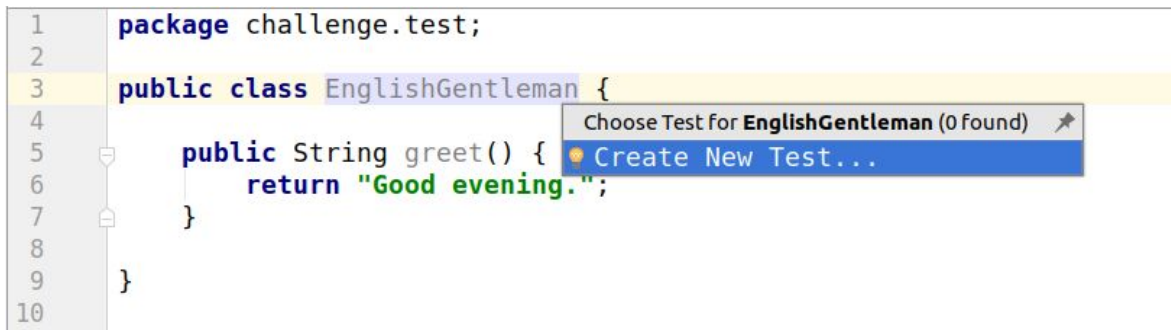 1 package challenge.test;
2
3 public class EnglishGentleman {
Choose Test for EnglishGentleman (0 found)
4
5 public String greet() {
Create New Test...
6 return "Good evening.";
7 }
8
9 }
10